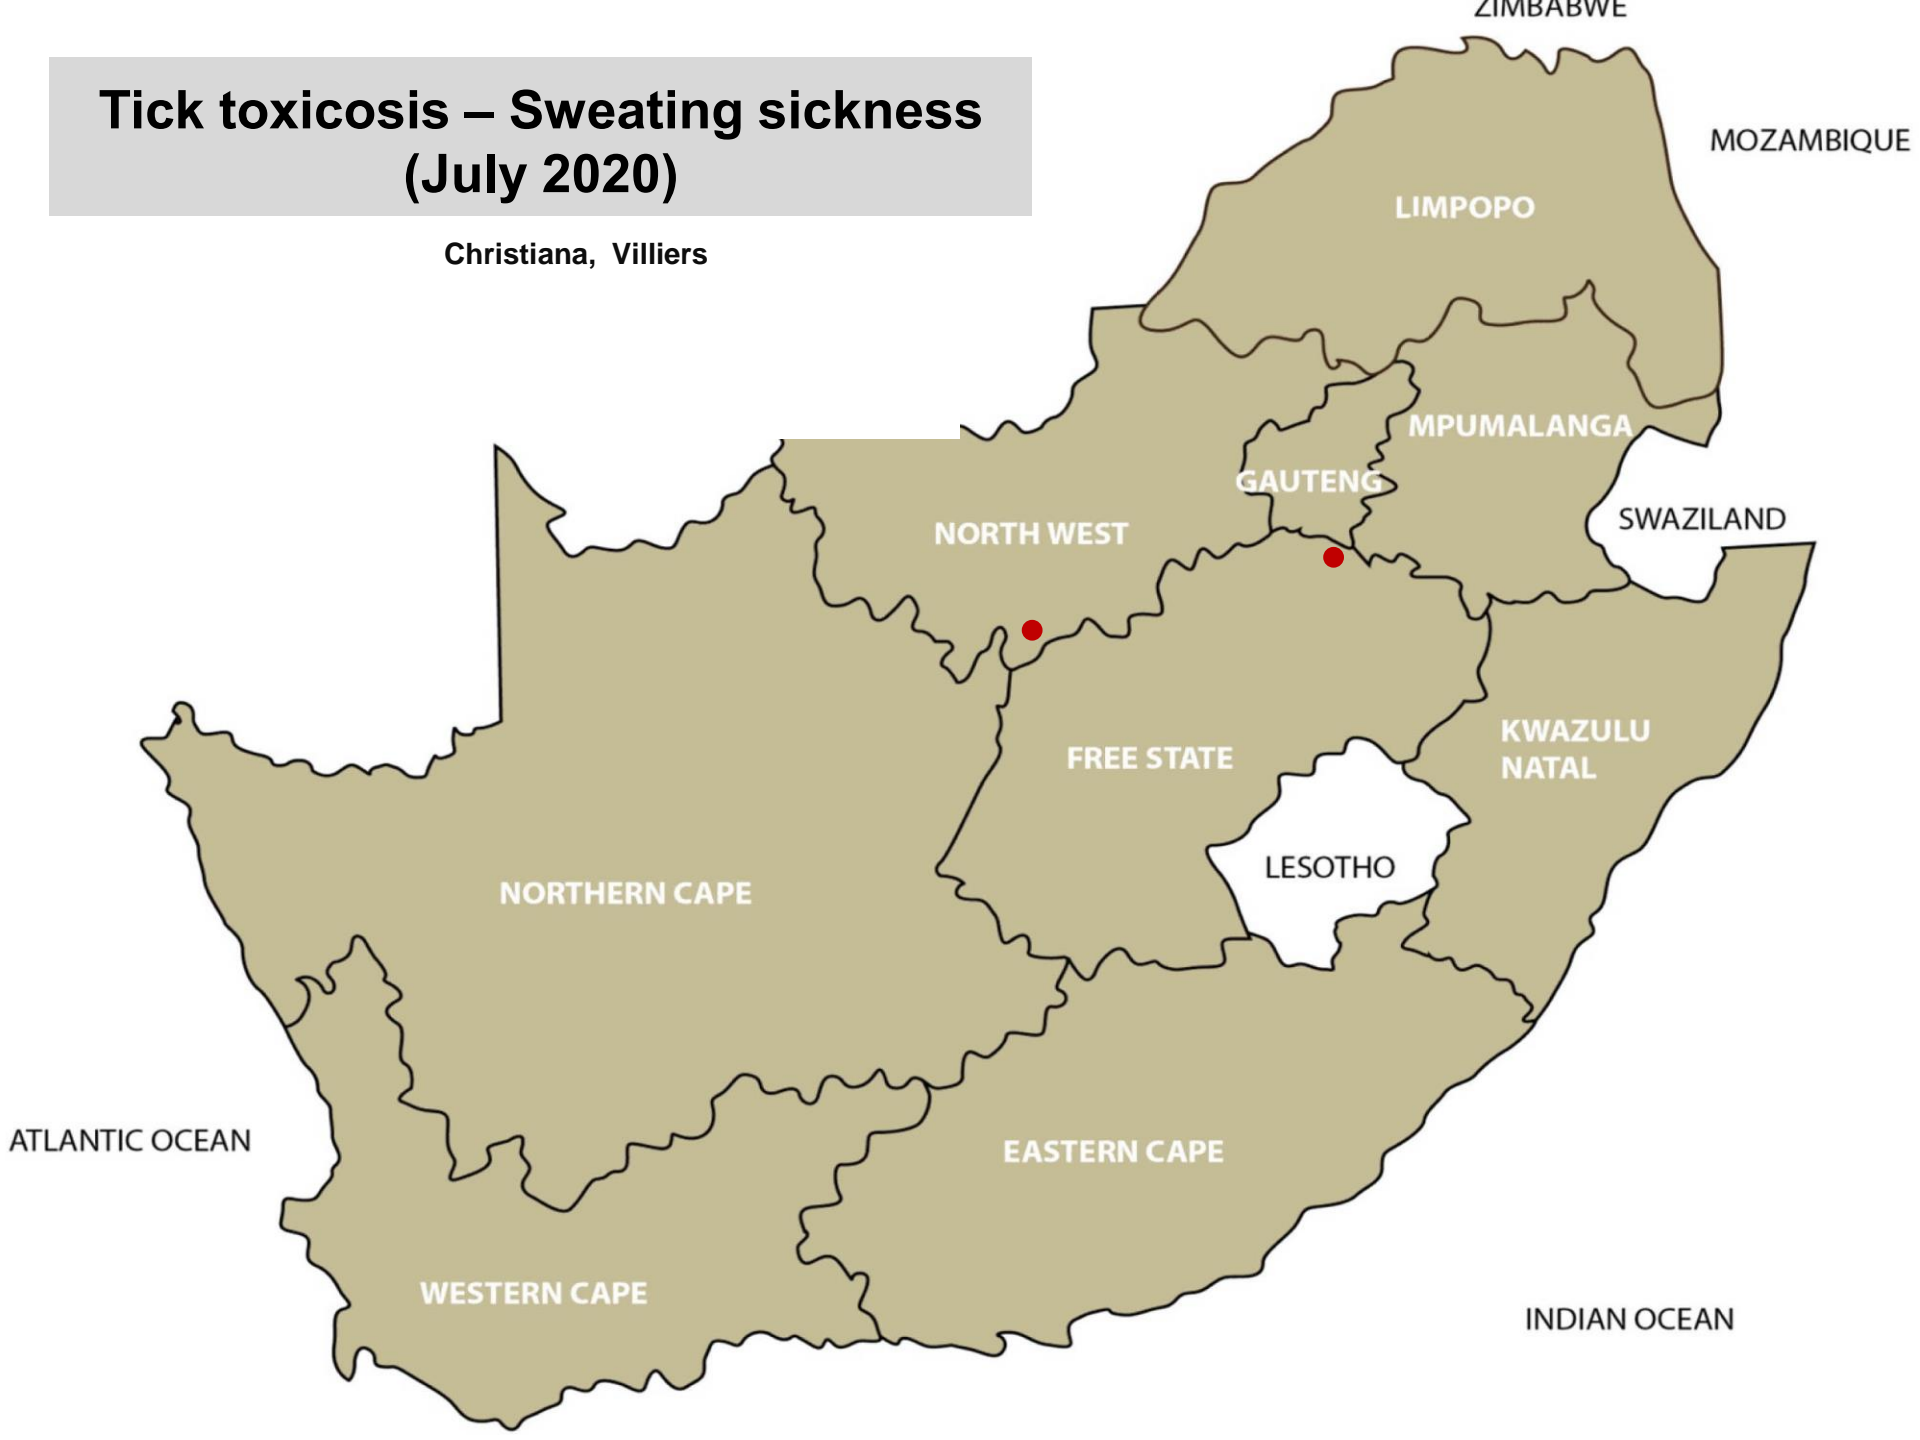 ZIMBABWE
Tick toxicosis – Sweating sickness
(July 2020)
MOZAMBIQUE
LIMPOPO
Christiana,  Villiers
MPUMALANGA
GAUTENG
SWAZILAND
NORTH WEST
KWAZULU
NATAL
FREE STATE
LESOTHO
NORTHERN CAPE
ATLANTIC OCEAN
EASTERN CAPE
WESTERN CAPE
INDIAN OCEAN